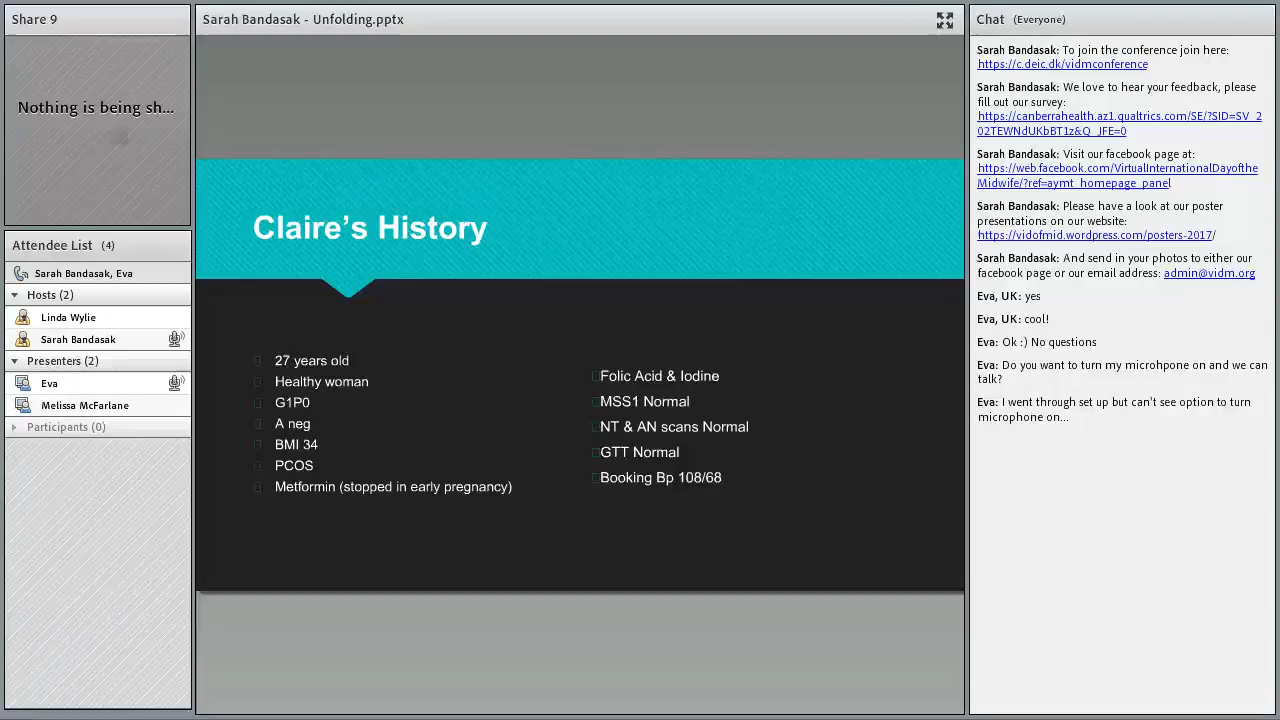 Share 9
Nothing is being sh...
Attendee List (4)
Sarah Bandasak, Eva
Hosts (2)
Linda Wylie
Sarah Bandasak
Presenters (2)
Eva
Melissa McFarlane
Participants (0)
Sarah Bandasak - Unfolding.pptx
Claire’s History
27 years old
Healthy woman
G1P0
A neg
BMI 34
PCOS
Metformin (stopped in early pregnancy)
Folic Acid & Iodine
MSS1 Normal
NT & AN scans Normal
GTT Normal
Booking Bp 108/68
Chat (Everyone)
Sarah Bandasak: To join the conference join here:
https://c.deic.dk/vidmconference
Sarah Bandasak: We love to hear your feedback, please
fill out our survey:
https://canberrahealth.az1.qualtrics.com/SE/?SID=SV_2
02TEWNdUKbBT1z&Q_JFE=0
Sarah Bandasak: Visit our facebook page at:
https://web.facebook.com/VirtualInternationalDayofthe
Midwife/?ref=aymt_homepage_panel
Sarah Bandasak: Please have a look at our poster
presentations on our website:
https://vidofmid.wordpress.com/posters-2017/
Sarah Bandasak: And send in your photos to either our
facebook page or our email address: admin@vidm.org
Eva, UK: yes
Eva, UK: cool!
Eva: Ok :) No questions
Eva: Do you want to turn my microhpone on and we can
talk?
Eva: I went through set up but can't see option to turn
microphone on...